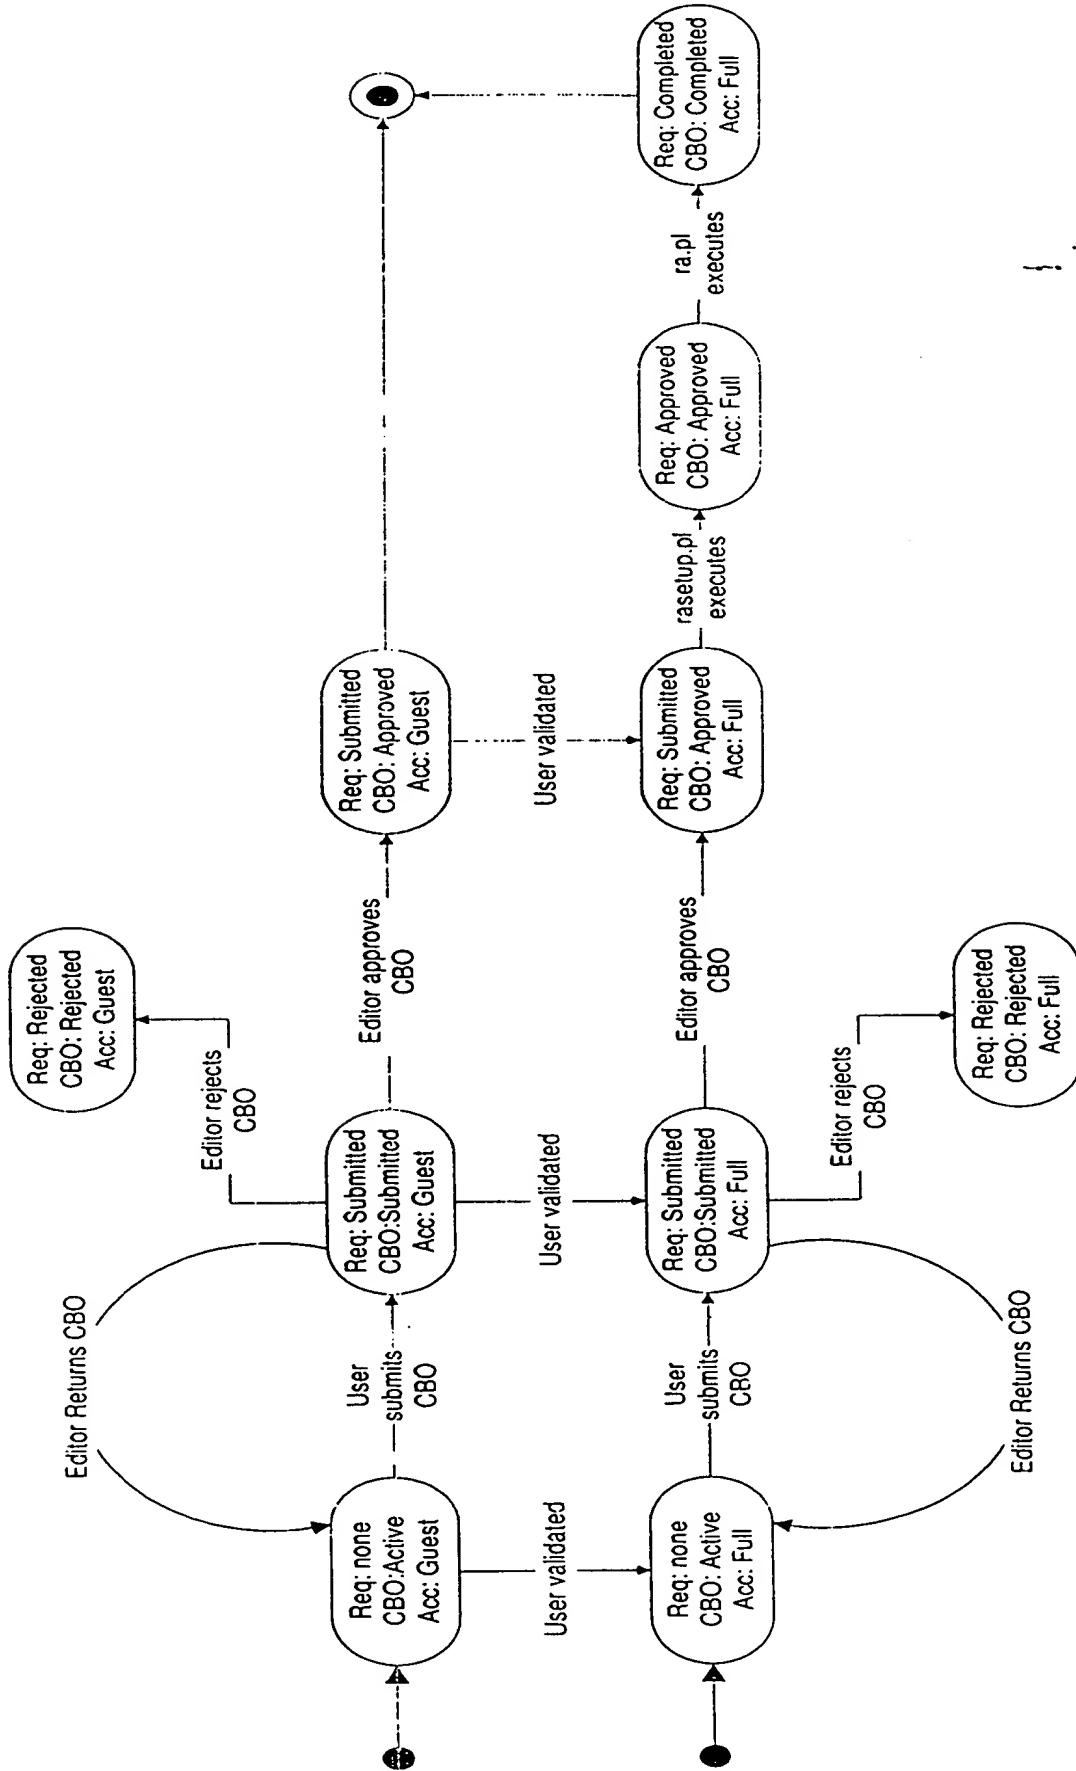 Editor Returns CBO
Editor rejects
CBO
Req: Rejected
CBO: Rejected
Acc: Guest
Req: none
CBO:Active
Acc: Guest
User
submits
CBO
Req: Submitted
CBO:Submitted
Acc: Guest
Editor approves
CBO
Req: Submitted
CBO: Approved
Acc: Guest
User validated
User validated
User validated
Req: none
CBO: Active
Acc: Full
User
submits
CBO
Req: Submitted
CBO:Submitted
Acc: Full
Editor approves
CBO
Req: Submitted
CBO: Approved
Acc: Full
rasetup.pl
executes
Req: Approved
CBO: Approved
Acc: Full
ra.pl
executes
Req: Completed
CBO: Completed
Acc: Full
Editor Returns CBO
Editor rejects
CBO
Req: Rejected
CBO: Rejected
Acc: Full